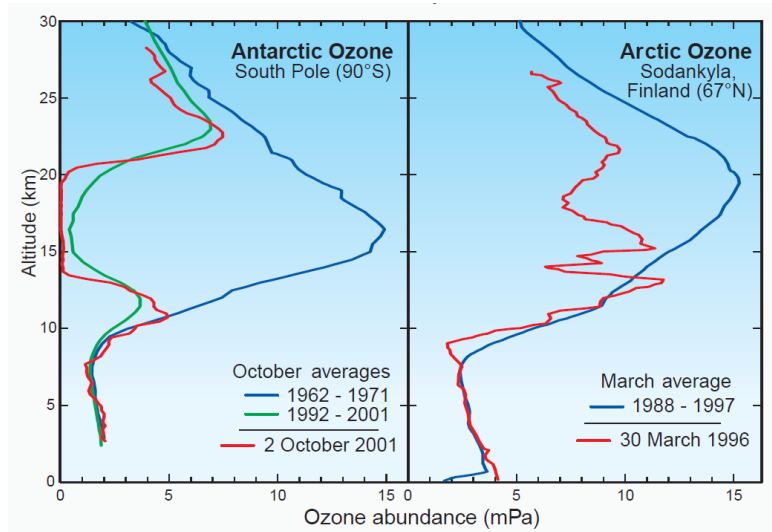 Antarctic Ozone
South Pole (90°S)
Arctic Ozone
Sodankyla,
Finland (67°N)
30
25
20
15
10
5
0
Altitude (km)
October averages
1962 - 1971
1992 - 2001
2 October 2001
March average
1988 - 1997
30 March 1996
0 5 10 15 5 10 15
Ozone abundance (mPa)